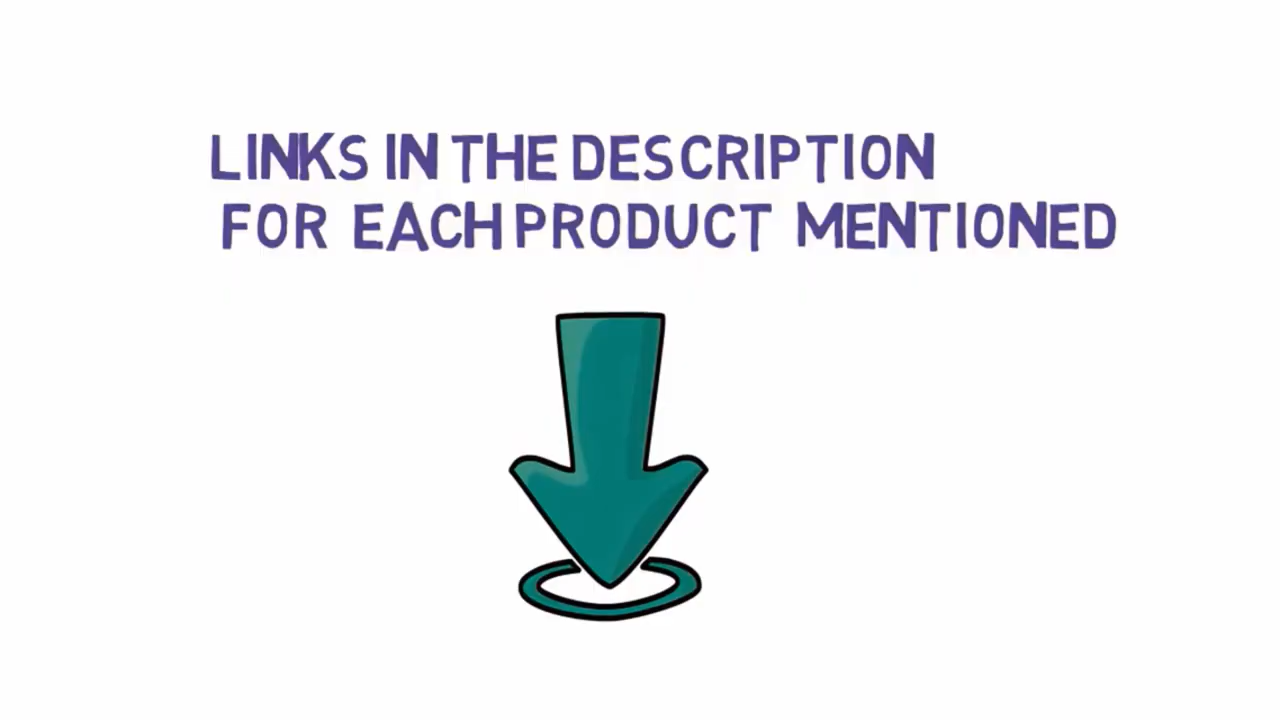 LINKS IN THE DESCRIPTION
FOR EACH PRODUCT MENTIONED